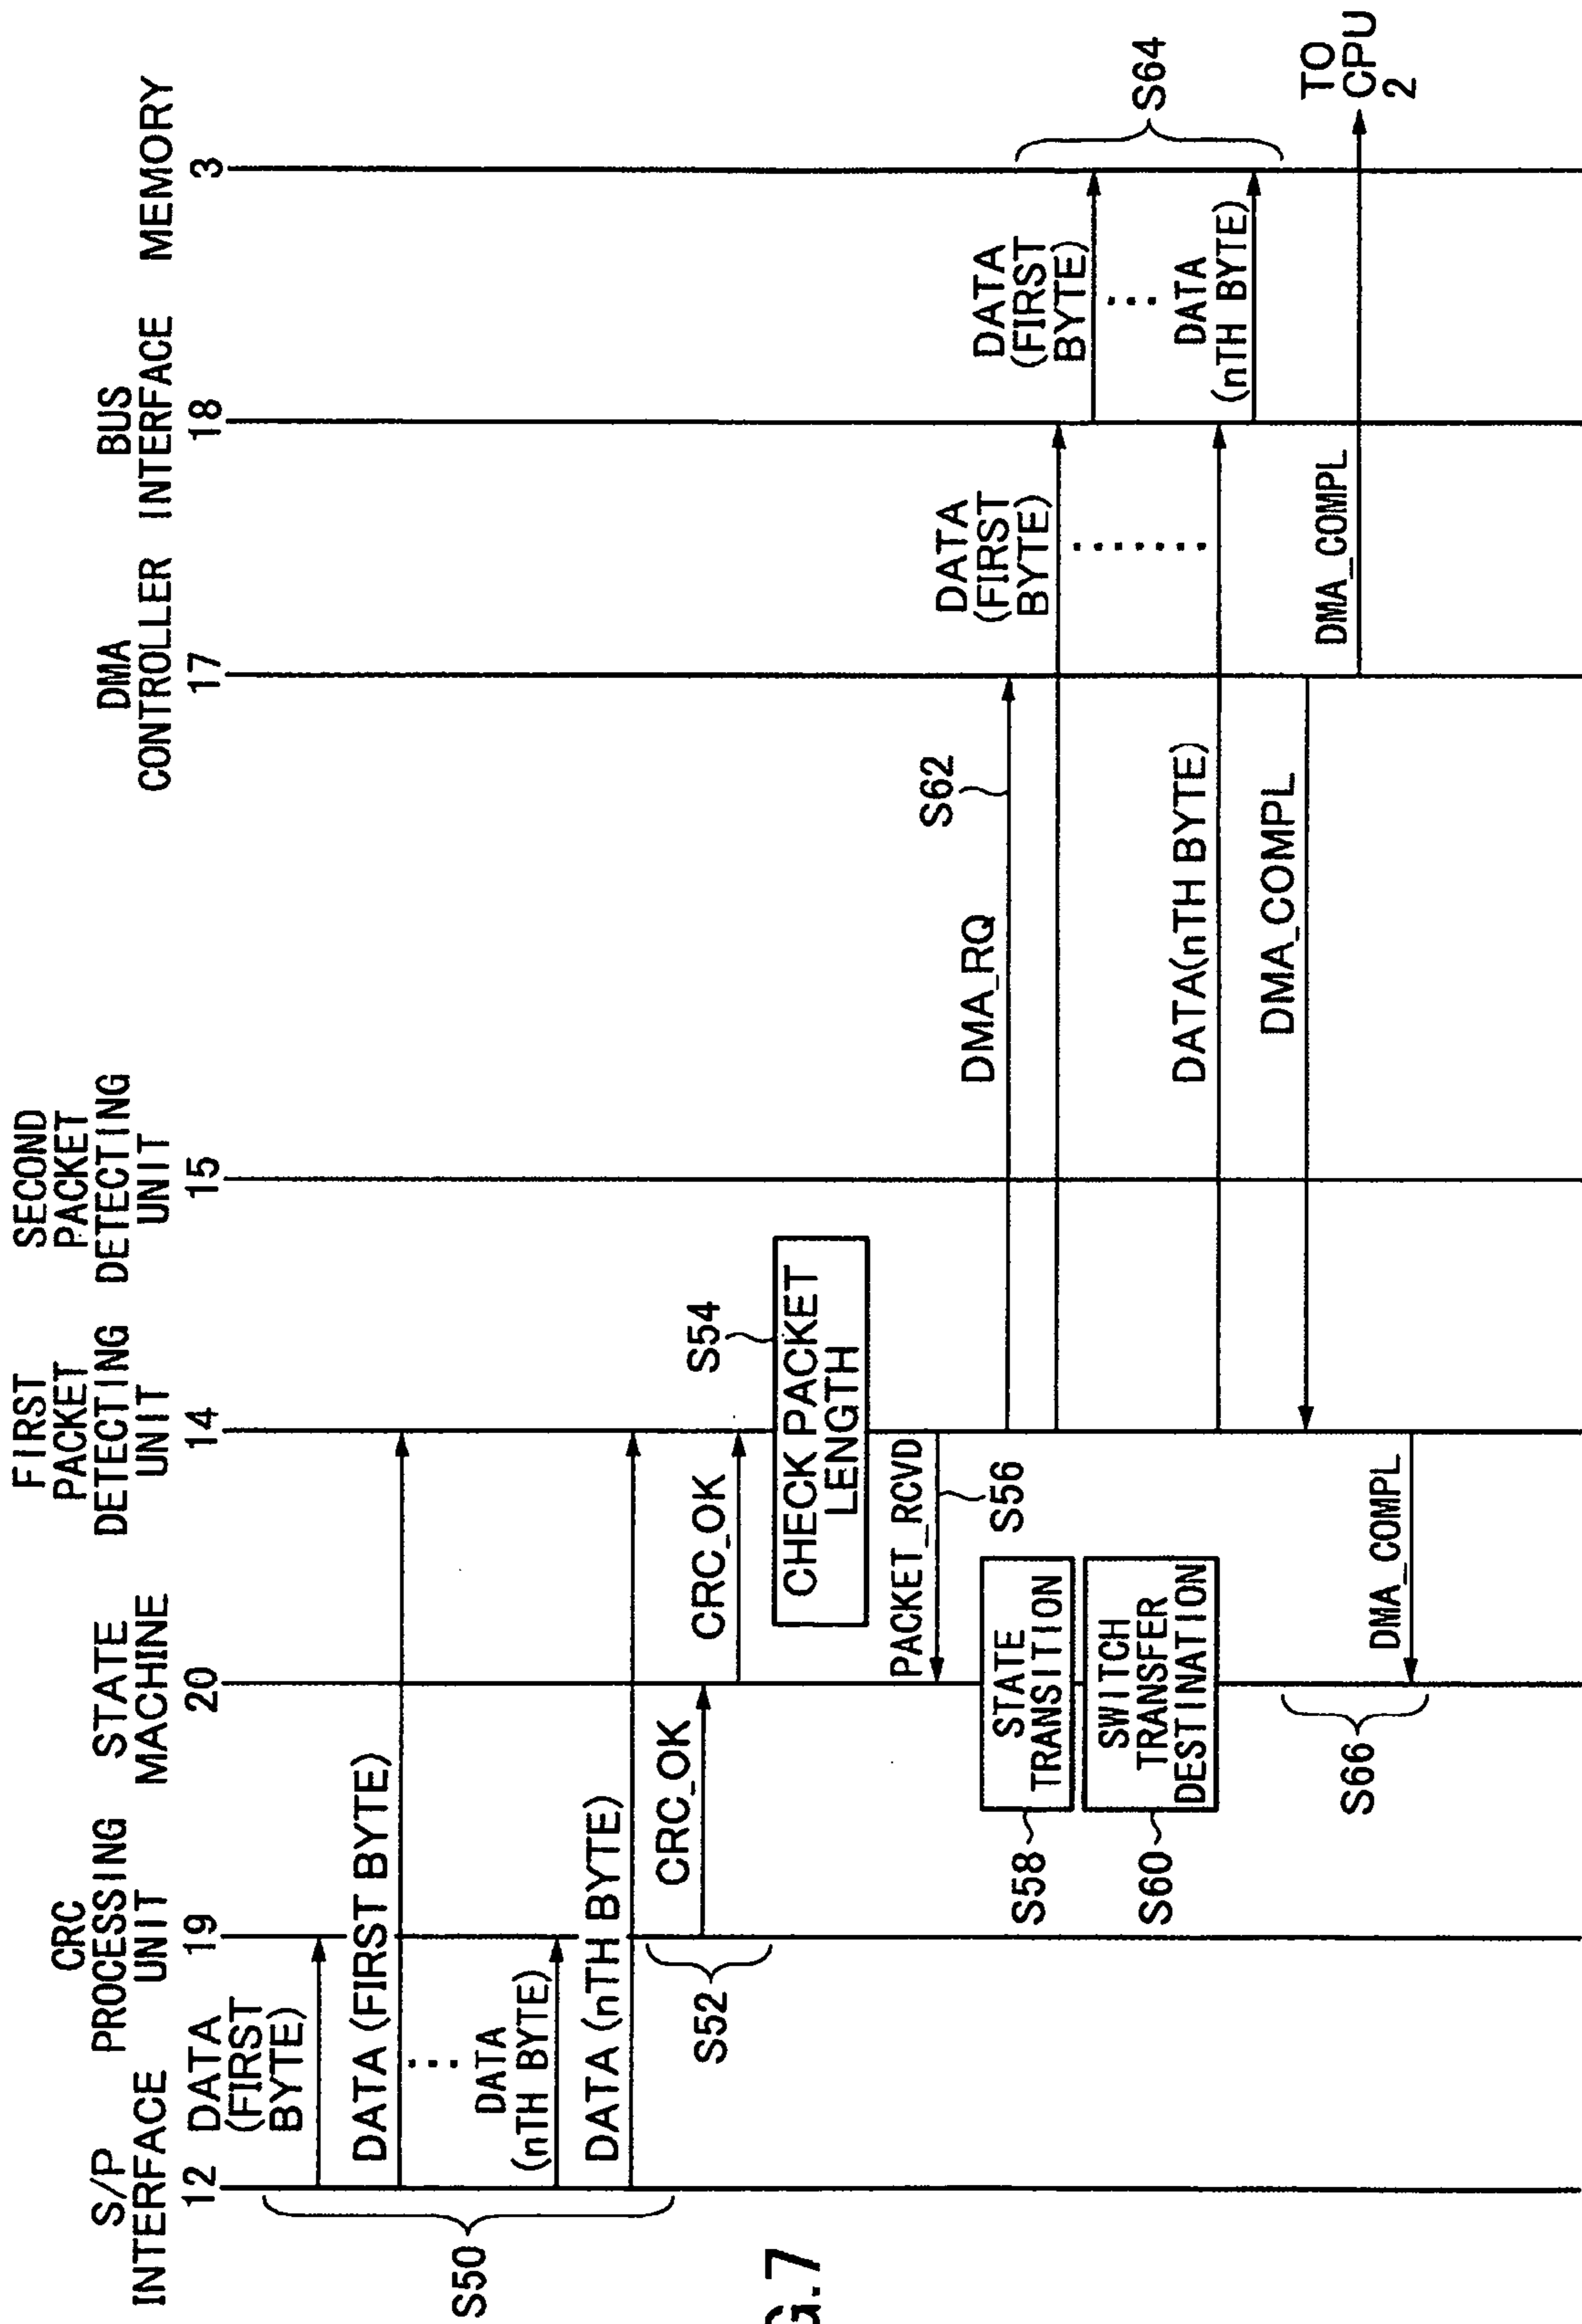 S/P
INTERFACE
12
CRC
PROCESSING
UNIT
19
STATE
MACHINE
20
FIRST
PACKET
DETECTING
UNIT
14
SECOND
PACKET
DETECTING
UNIT
15
DMA
CONTROLLER
17
BUS
INTERFACE
18
MEMORY
3
DATA
(FIRST
BYTE)
DATA (FIRST BYTE)
...
DATA
(nTH BYTE)
DATA (nTH BYTE)
S50
CRC_OK
S52
CRC_OK
S54
CHECK PACKET
LENGTH
PACKET_RCVD
S56
STATE
TRANSITION
S58
SWITCH
TRANSFER
DESTINATION
S60
DMA_RQ
S62
DATA
(FIRST
BYTE)
.......
DATA(nTH BYTE)
DATA
(FIRST
BYTE)
...
DATA
(nTH BYTE)
S64
DMA_COMPL
DMA_COMPL
TO
CPU
2
DMA_COMPL
S66
G.7